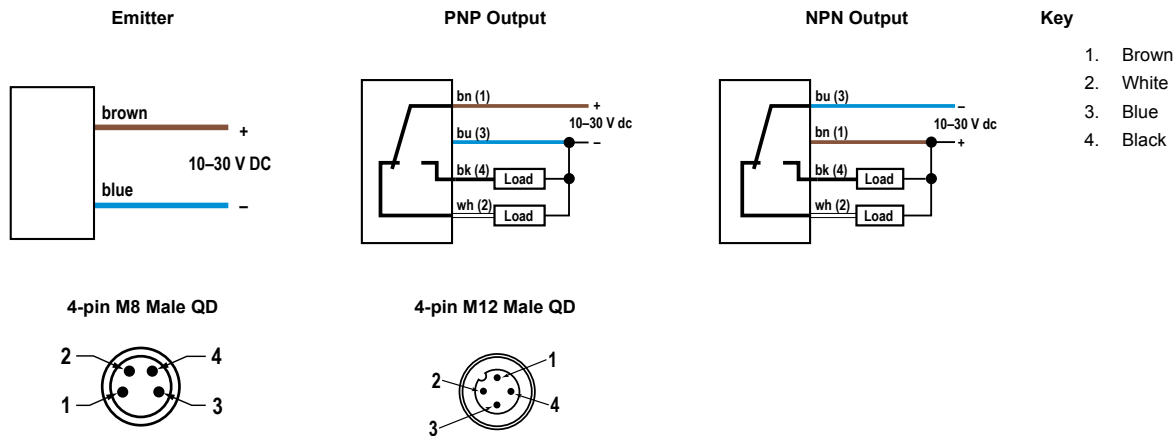 Emitter
brown
+
10–30 V DC
blue
–
PNP Output
bn (1)
+
10–30 V dc
bu (3)
–
bk (4)
Load
wh (2)
Load
NPN Output
bu (3)
–
10–30 V dc
bn (1)
+
bk (4)
Load
wh (2)
Load
Key
1. Brown
2. White
3. Blue
4. Black
4-pin M8 Male QD
2
4
1
3
4-pin M12 Male QD
1
2
4
3